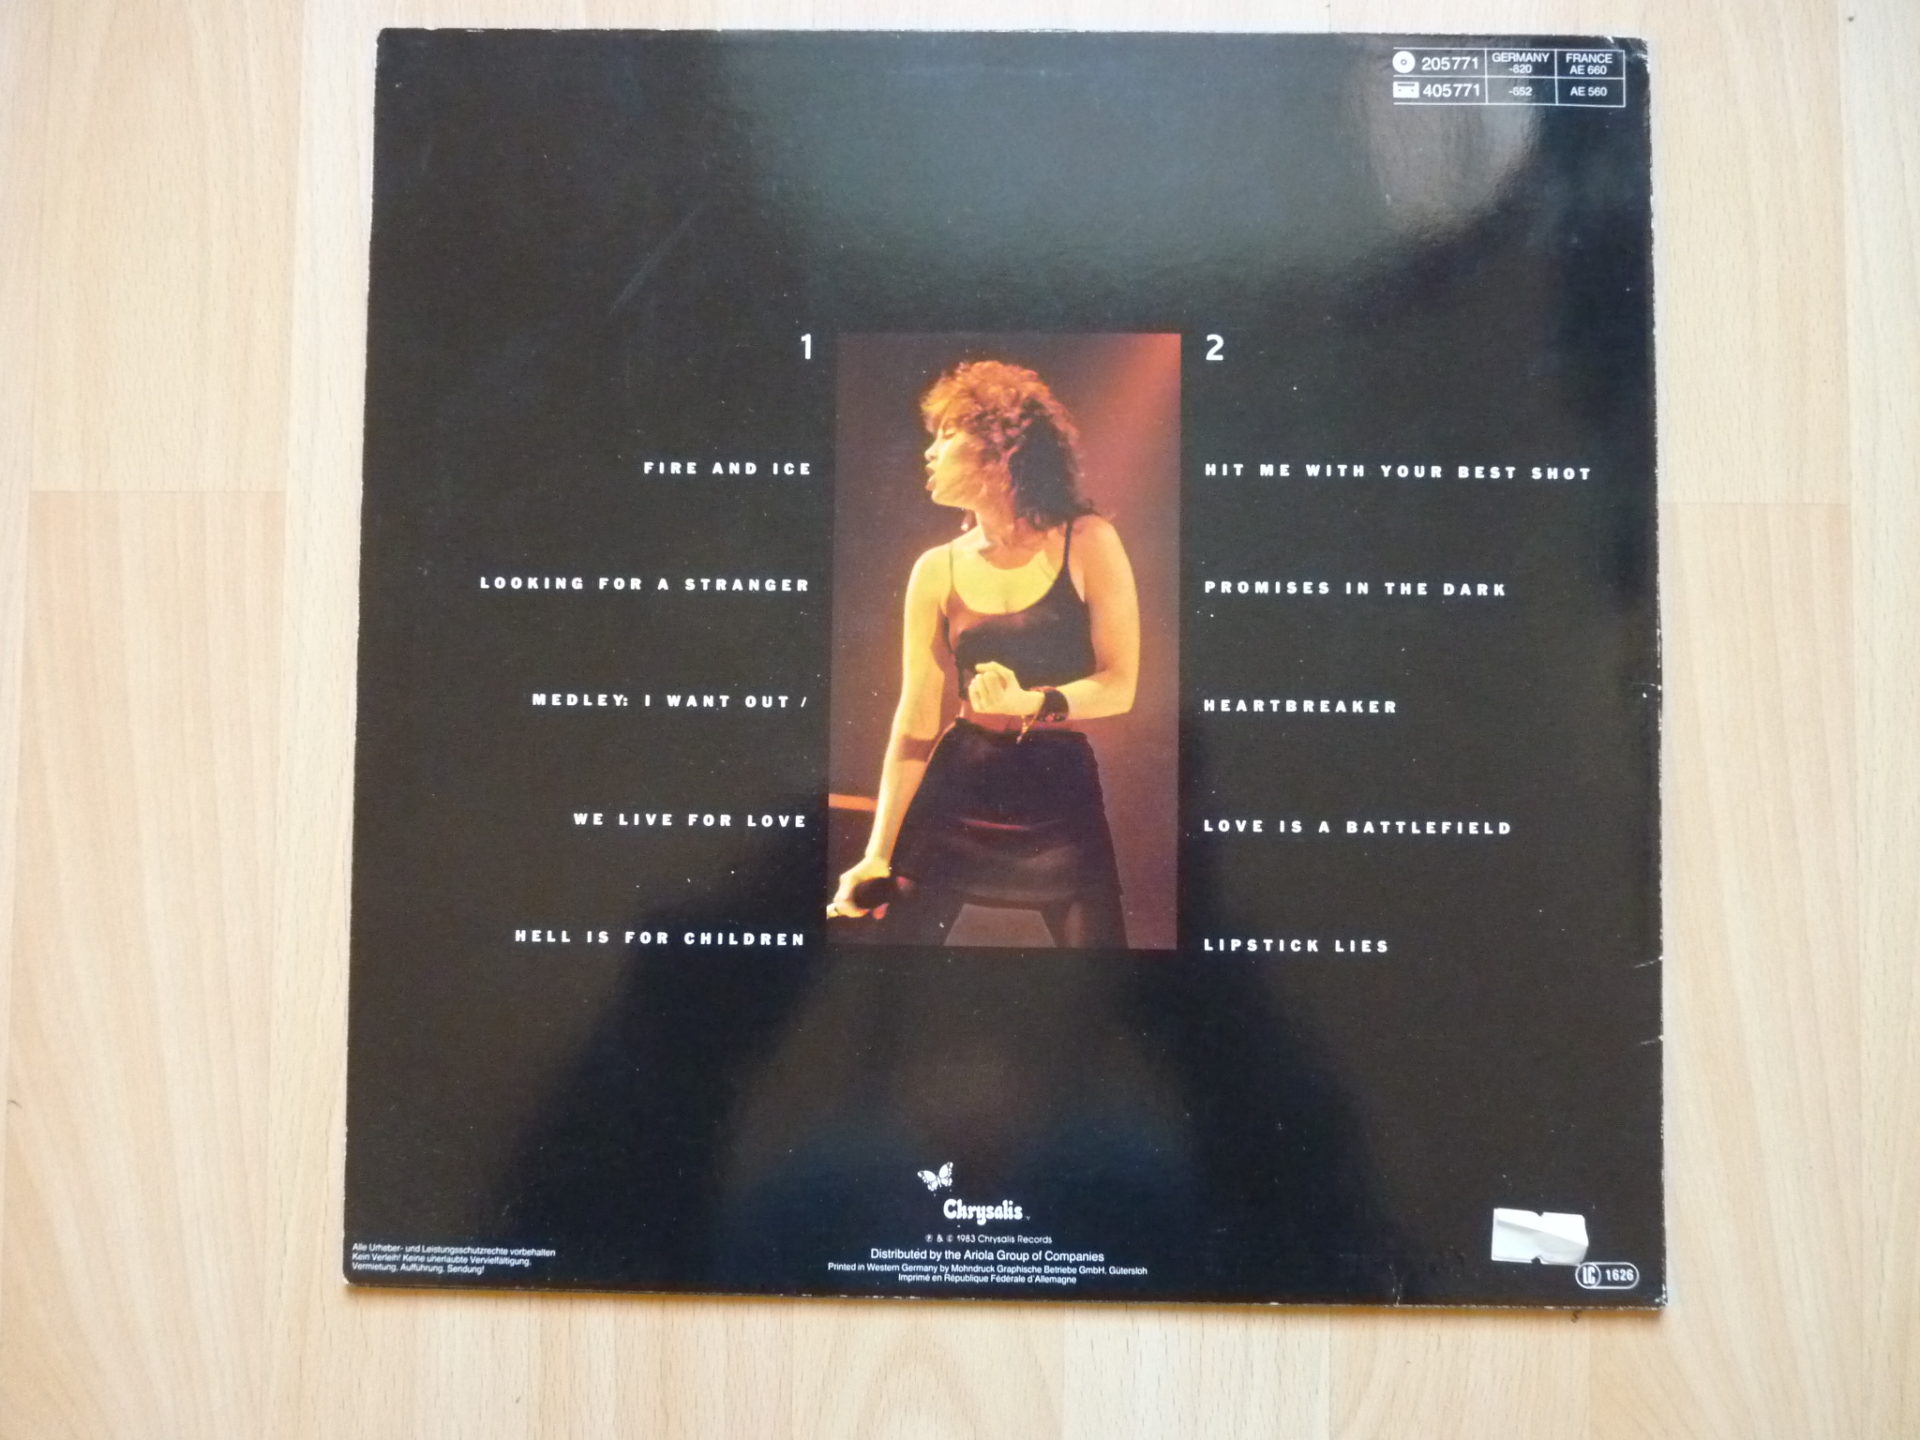 205771 GERMANY -620 FRANCE AE 660
405771 -552 AE 560
1
FIRE AND ICE
LOOKING FOR A STRANGER
MEDLEY: I WANT OUT /
WE LIVE FOR LOVE
HELL IS FOR CHILDREN
2
HIT ME WITH YOUR BEST SHOT
PROMISES IN THE DARK
HEARTBREAKER
LOVE IS A BATTLEFIELD
LIPSTICK LIES
Chrysalis
℗ & © 1983 Chrysalis Records
Distributed by the Ariola Group of Companies
Printed in Western Germany by Mohndruck Graphische Betriebe GmbH, Gütersloh
Imprimé en République Fédérale d'Allemagne
Alle Urheber- und Leistungsschutzrechte vorbehalten
Kein Verleih! Keine unerlaubte Vervielfältigung,
Vermietung, Aufführung, Sendung!
LC 1626